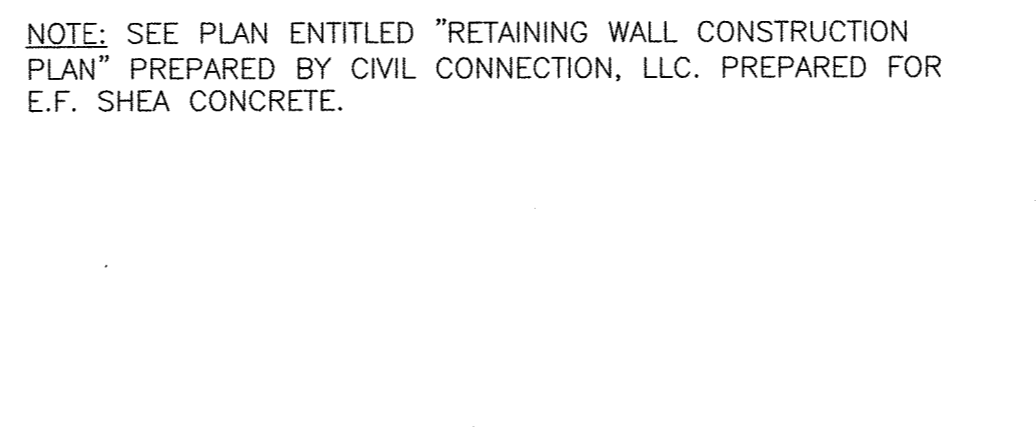 NOTE: SEE PLAN ENTITLED ”RETAINING WALL CONSTRUCTION
PLAN” PREPARED BY CIVIL CONNECTION, LLC. PREPARED FOR
E.F. SHEA CONCRETE.